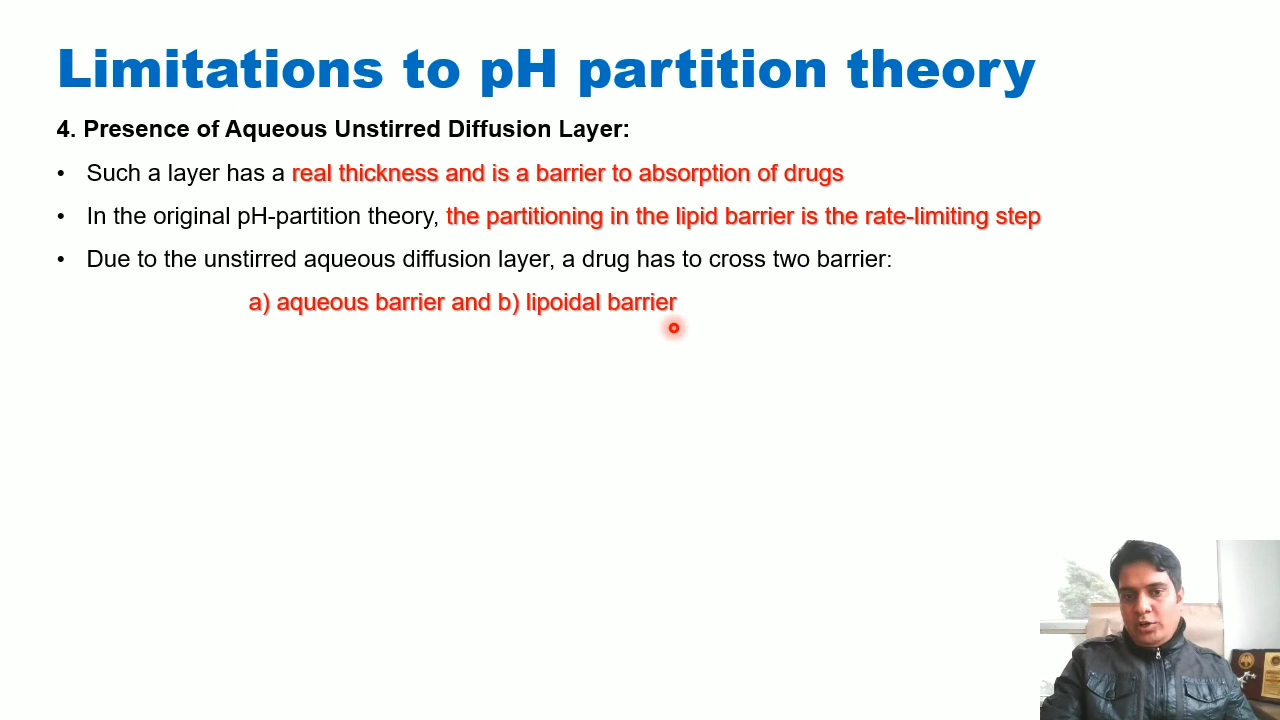 Limitations to pH partition theory
4. Presence of Aqueous Unstirred Diffusion Layer:
• Such a layer has a real thickness and is a barrier to absorption of drugs
• In the original pH-partition theory, the partitioning in the lipid barrier is the rate-limiting step
• Due to the unstirred aqueous diffusion layer, a drug has to cross two barrier:
a) aqueous barrier and b) lipoidal barrier